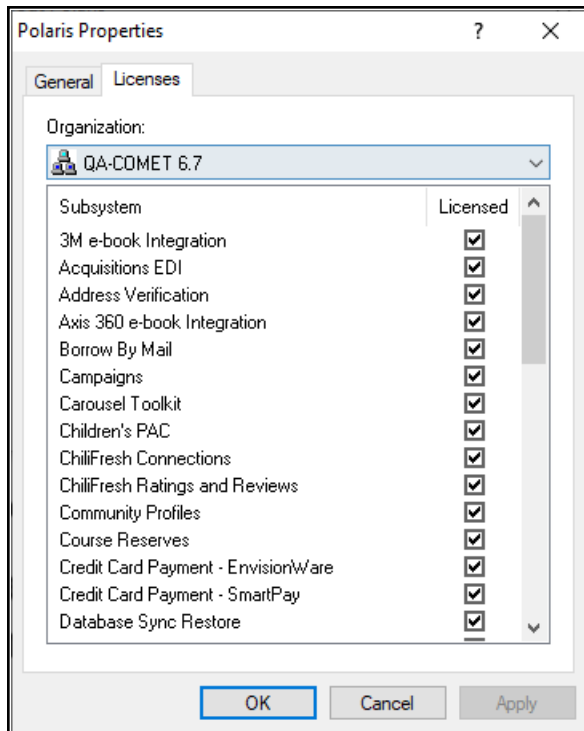 Polaris Properties
General Licenses
Organization:
QA-COMET 6.7
Subsystem Licensed
3M e-book Integration
Acquisitions EDI
Address Verification
Axis 360 e-book Integration
Borrow By Mail
Campaigns
Carousel Toolkit
Children's PAC
ChiliFresh Connections
ChiliFresh Ratings and Reviews
Community Profiles
Course Reserves
Credit Card Payment - EnvisionWare
Credit Card Payment - SmartPay
Database Sync Restore
OK Cancel Apply